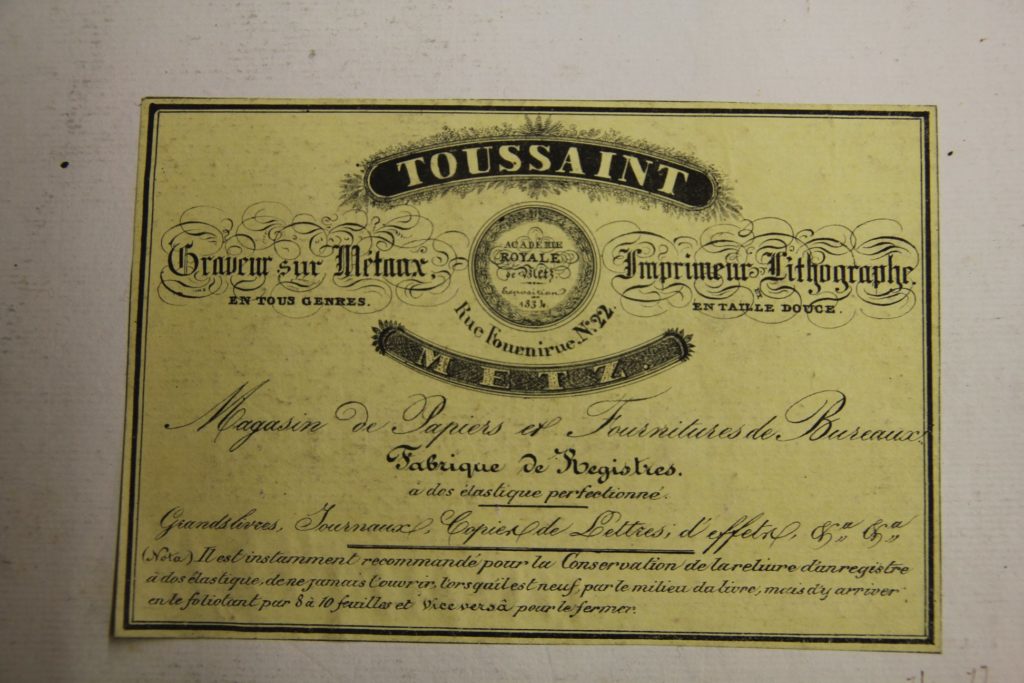 TOUSSAINT
Graveur sur Métaux,
EN TOUS GENRES.
ACADÉMIE
ROYALE
de Metz
Exposition
1834
Imprimeur Lithographe.
EN TAILLE DOUCE.
Rue Fournirue, No. 22.
METZ.
Magasin de Papiers et Fournitures de Bureaux.
Fabrique de Registres.
à dos élastique perfectionné.
Grands livres, Journaux, Copies de Lettres, d'effets, &a,, &a,,
(Nota) Il est instamment recommandé pour la Conservation de la reliure d'un registre
à dos élastique, de ne jamais l'ouvrir, lorsqu'il est neuf, par le milieu du livre, mais d'y arriver
en le foliotant par 8 à 10 feuilles et vice versâ pour le fermer.